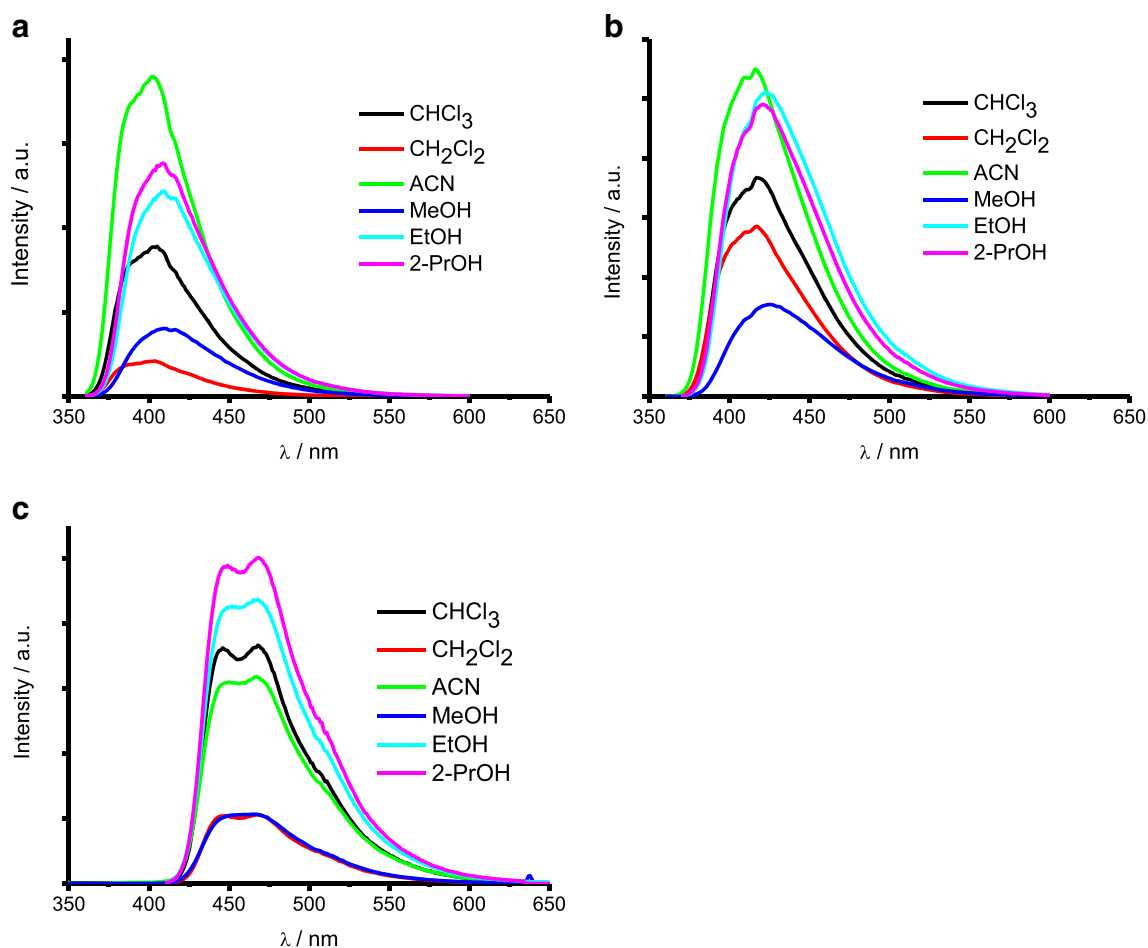 a
Intensity / a.u.
CHCl3
CH2Cl2
ACN
MeOH
EtOH
2-PrOH
350 400 450 500 550 600 650
λ / nm
b
Intensity / a.u.
CHCl3
CH2Cl2
ACN
MeOH
EtOH
2-PrOH
350 400 450 500 550 600 650
λ / nm
c
Intensity / a.u.
CHCl3
CH2Cl2
ACN
MeOH
EtOH
2-PrOH
350 400 450 500 550 600 650
λ / nm